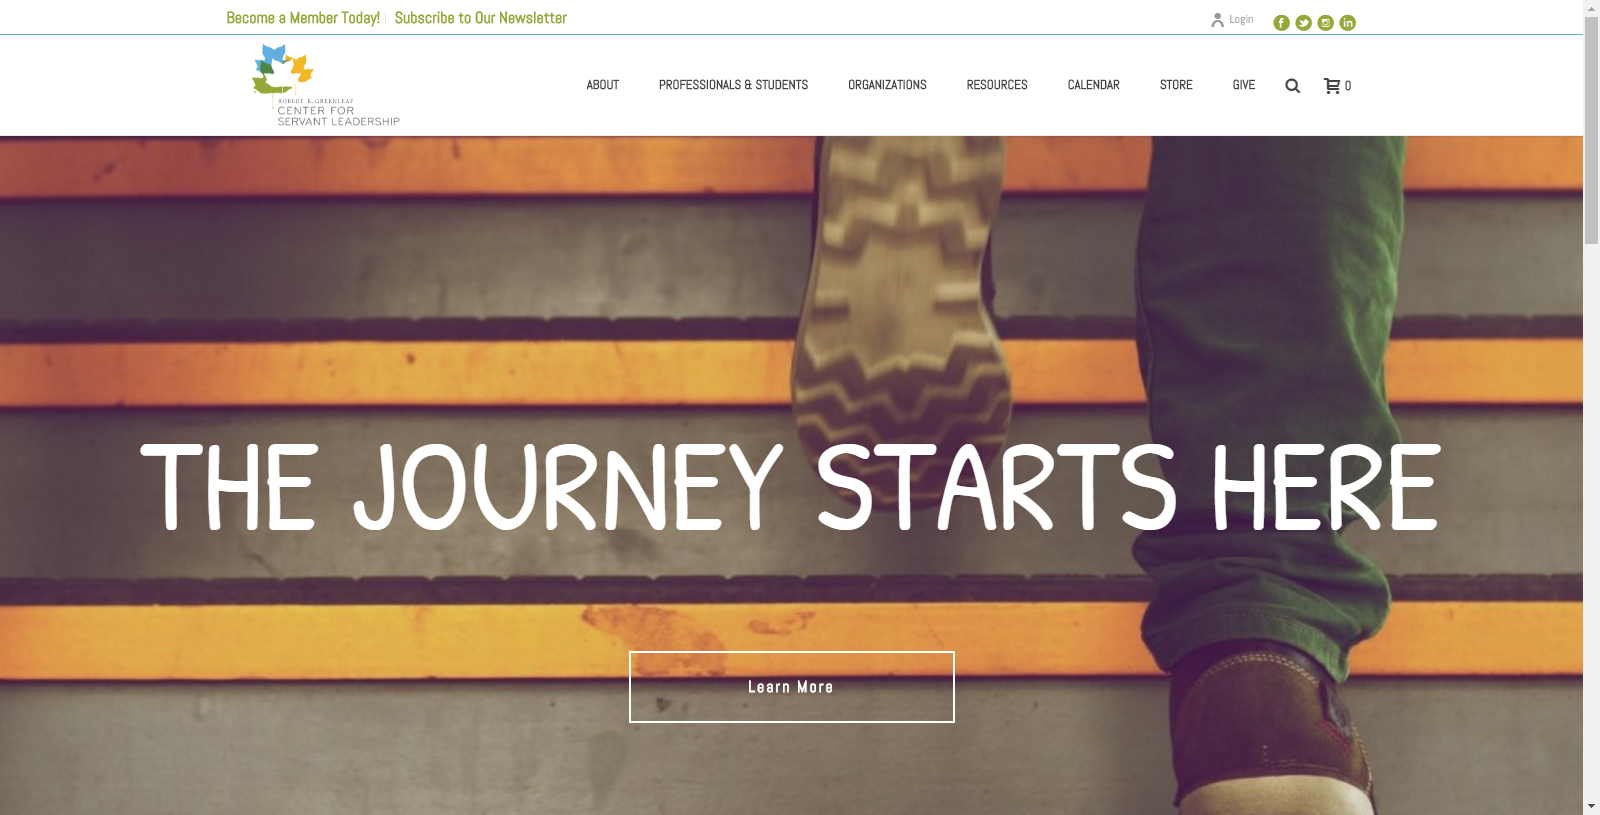 Become a Member Today! | Subscribe to Our Newsletter
Login
ROBERT K. GREENLEAF
CENTER FOR
SERVANT LEADERSHIP
ABOUT PROFESSIONALS & STUDENTS ORGANIZATIONS RESOURCES CALENDAR STORE GIVE 0
THE JOURNEY STARTS HERE
Learn More